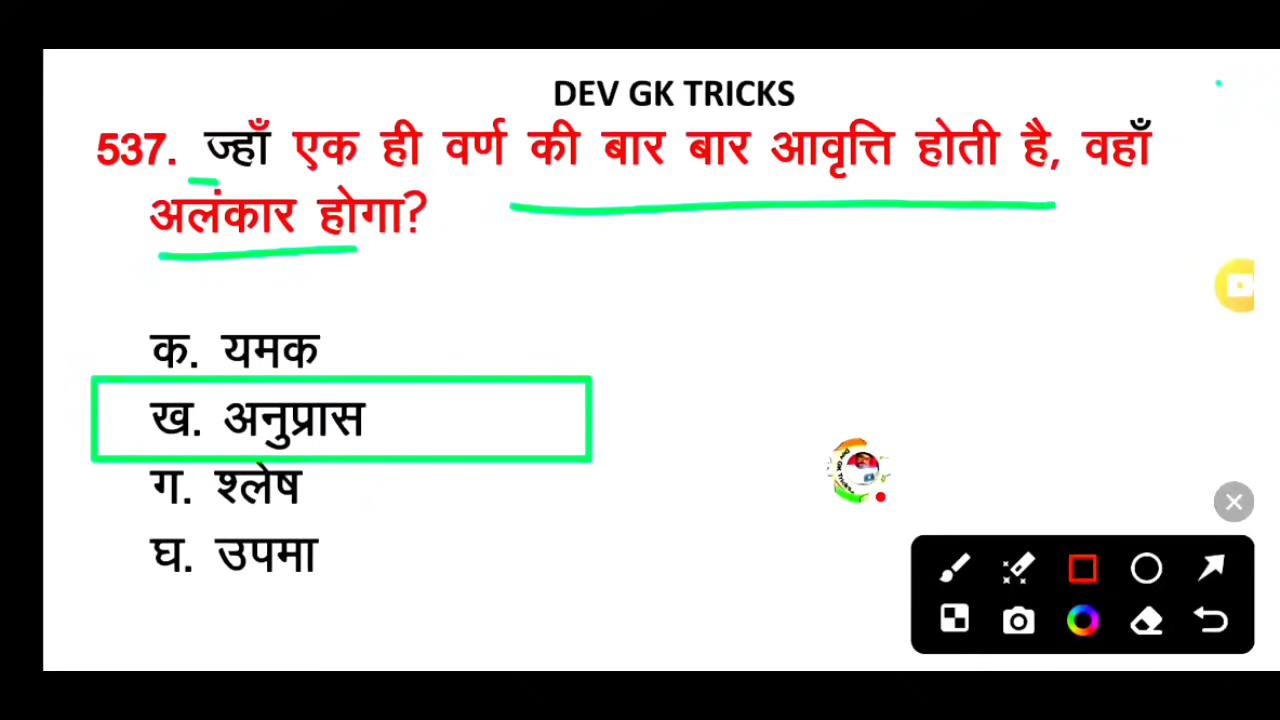 DEV GK TRICKS
537. ज्हाँ एक ही वर्ण की बार बार आवृत्ति होती है, वहाँ
अलंकार होगा?
क. यमक
ख. अनुप्रास
ग. श्लेष
घ. उपमा